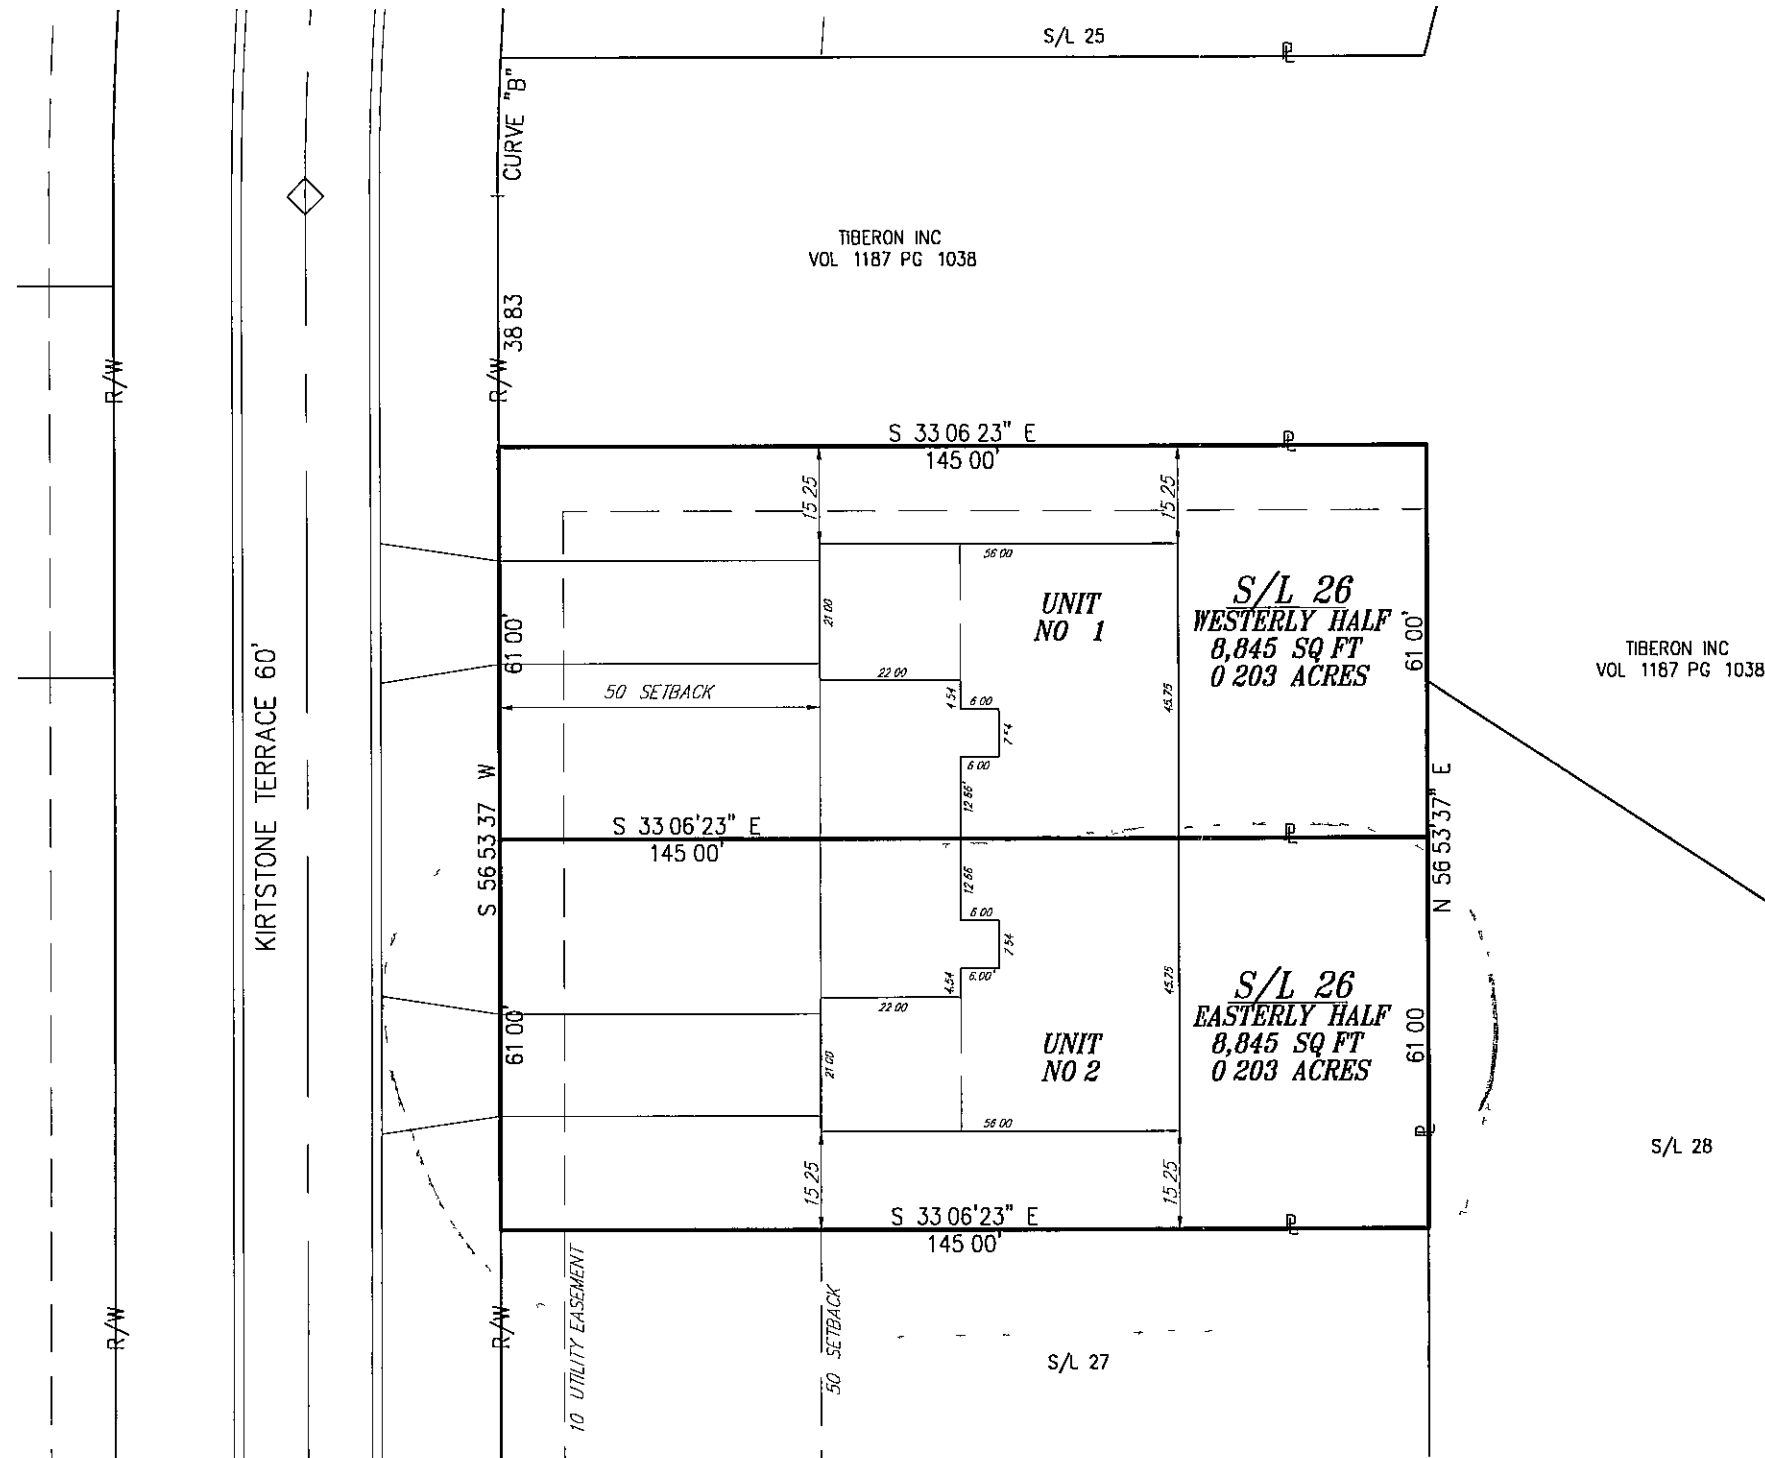 S/L 25
CURVE "B"
TIBERON INC
VOL 1187 PG 1038
38 83
R/W
R/W
S 33 06 23" E
145 00'
15 25
15 25
56 00
UNIT
NO 1
21 00
S/L 26
WESTERLY HALF
8,845 SQ FT
0 203 ACRES
61 00'
61 00'
TIBERON INC
VOL 1187 PG 1038
KIRTSTONE TERRACE 60'
50 SETBACK
22 00
4 54
6 00
7 54
6 00
45.75
12 66'
S 56 53 37 W
N 56 53'37" E
S 33 06'23" E
145 00'
12 66
6 00
7 54
6.00'
4.54
22 00
45.75
S/L 26
EASTERLY HALF
8,845 SQ FT
0 203 ACRES
61 00'
61 00
UNIT
NO 2
21 00
56 00
S/L 28
15 25
15 25
S 33 06'23" E
145 00'
R/W
R/W
10 UTILITY EASEMENT
50 SETBACK
S/L 27